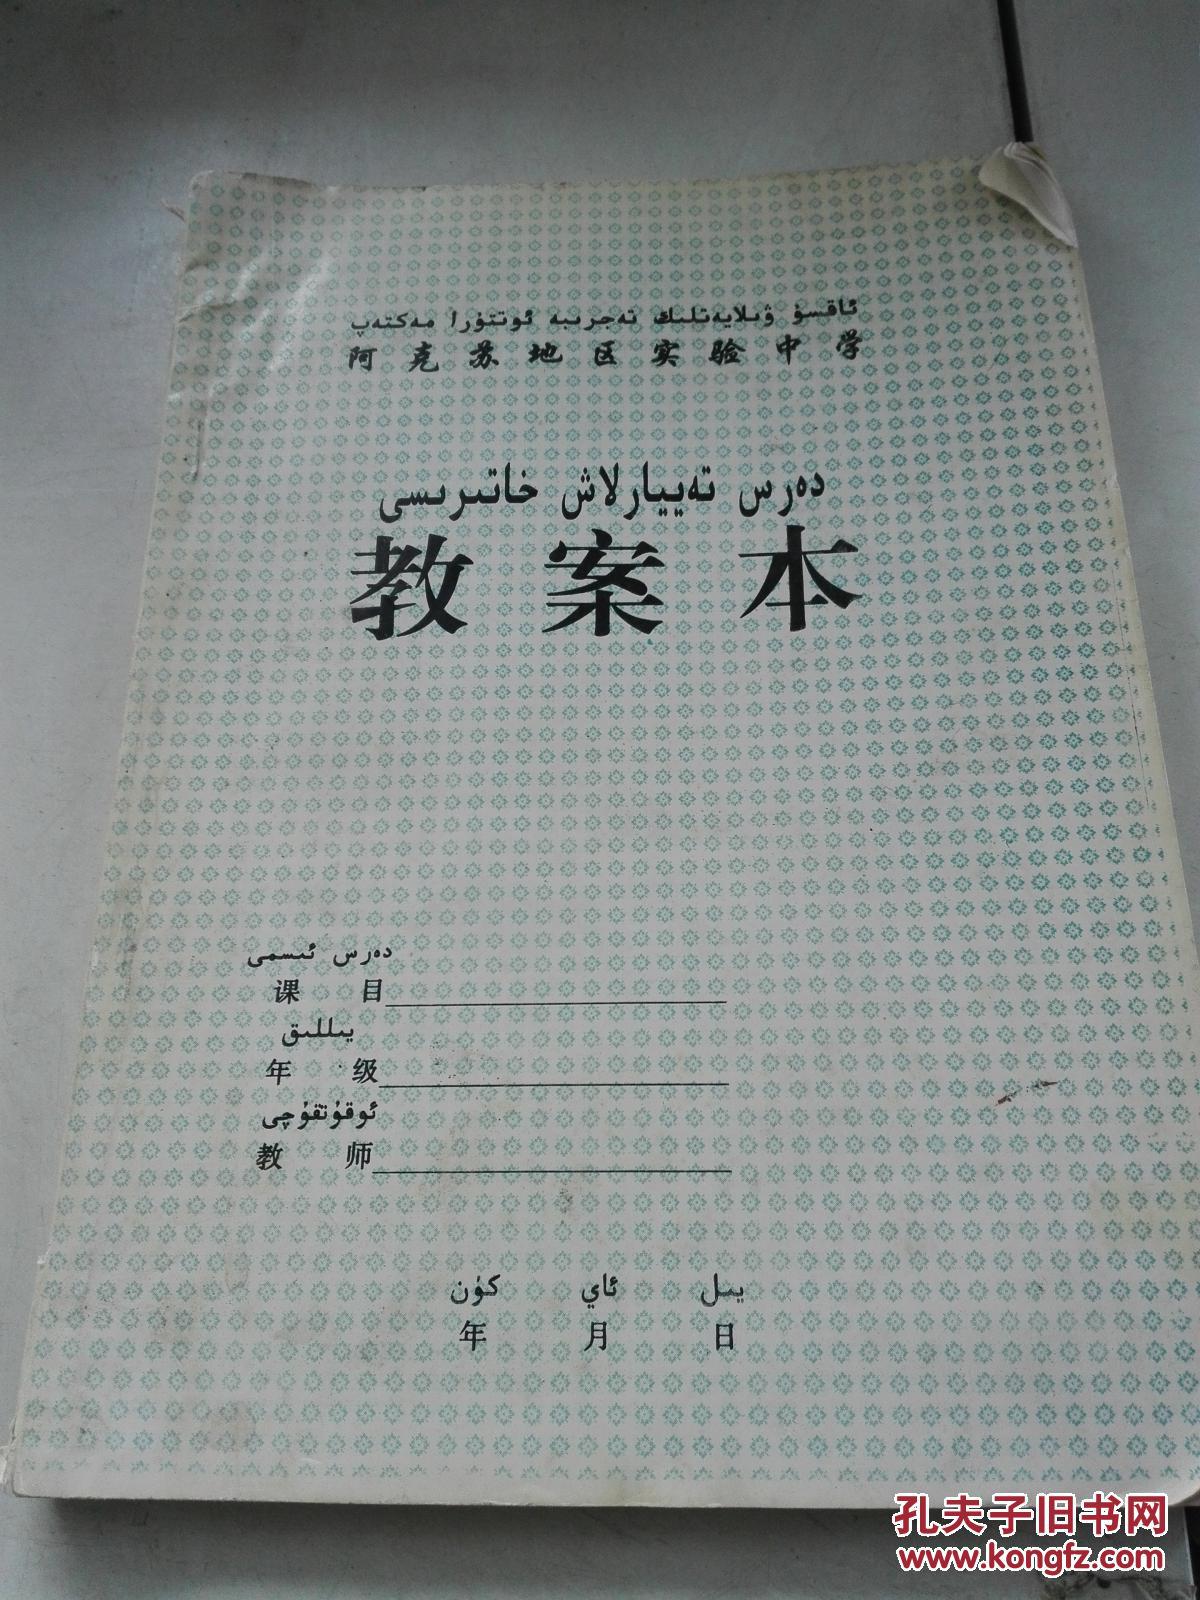 ئاقسۇ ۋىلايەتلىك تەجرىبە ئوتتۇرا مەكتەپ
阿克苏地区实验中学
دەرس تەييارلاش خاتىرىسى
教案本
دەرس ئىسمى
课目
يىللىق
年级
ئوقۇتقۇچى
教师
يىل ئاي كۈن
年 月 日
孔夫子旧书网
www.kongfz.com